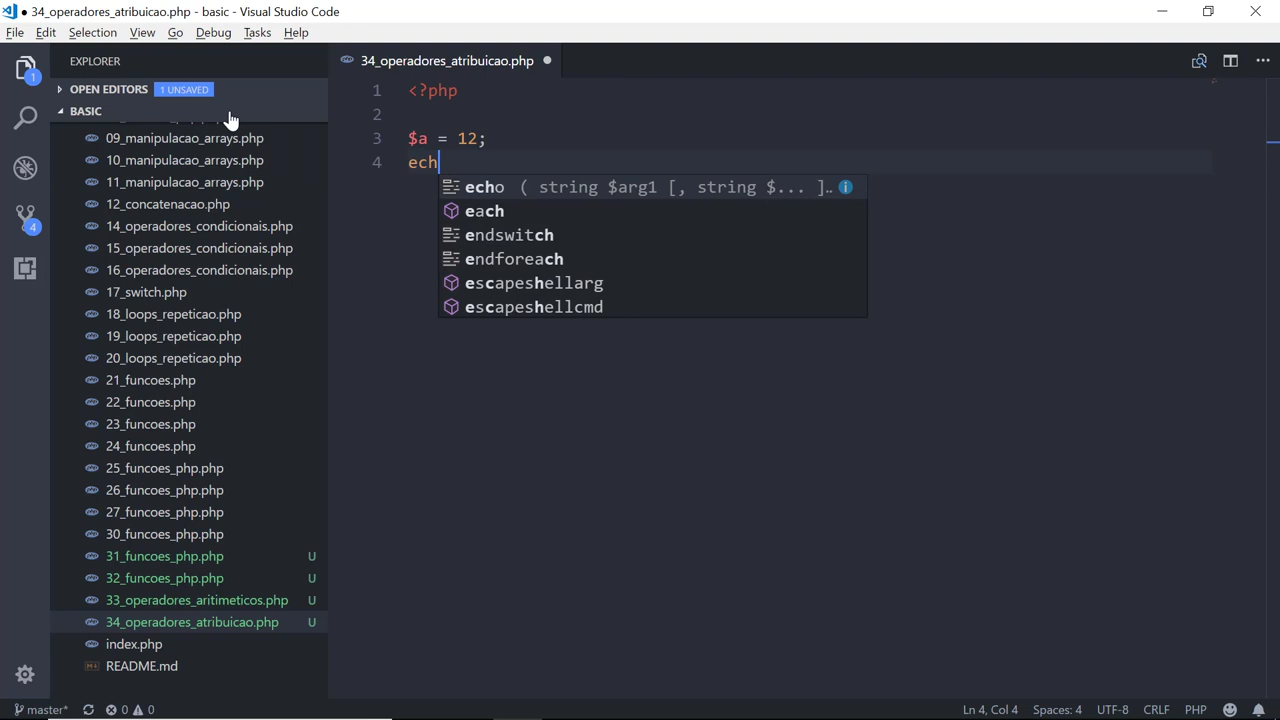 ● 34_operadores_atribuicao.php - basic - Visual Studio Code
File Edit Selection View Go Debug Tasks Help
EXPLORER
34_operadores_atribuicao.php
1
OPEN EDITORS 1 UNSAVED
BASIC
09_manipulacao_arrays.php
10_manipulacao_arrays.php
11_manipulacao_arrays.php
12_concatenacao.php
4
14_operadores_condicionais.php
15_operadores_condicionais.php
16_operadores_condicionais.php
17_switch.php
18_loops_repeticao.php
19_loops_repeticao.php
20_loops_repeticao.php
21_funcoes.php
22_funcoes.php
23_funcoes.php
24_funcoes.php
25_funcoes_php.php
26_funcoes_php.php
27_funcoes_php.php
30_funcoes_php.php
31_funcoes_php.php U
32_funcoes_php.php U
33_operadores_aritimeticos.php U
34_operadores_atribuicao.php U
index.php
README.md
1 <?php
2
3 $a = 12;
4 ech
echo ( string $arg1 [, string $... ]..
each
endswitch
endforeach
escapeshellarg
escapeshellcmd
master* 0 0 Ln 4, Col 4 Spaces: 4 UTF-8 CRLF PHP